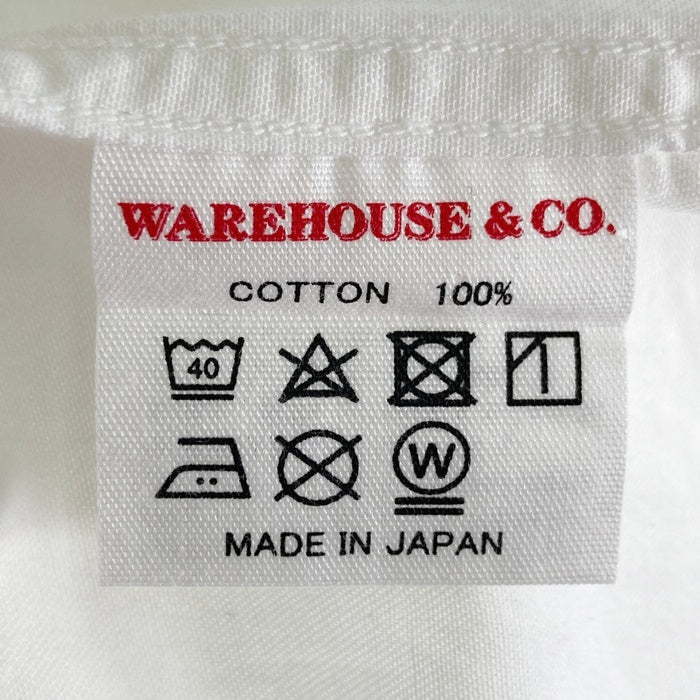 WAREHOUSE & CO.
COTTON 100%
40
W
MADE IN JAPAN